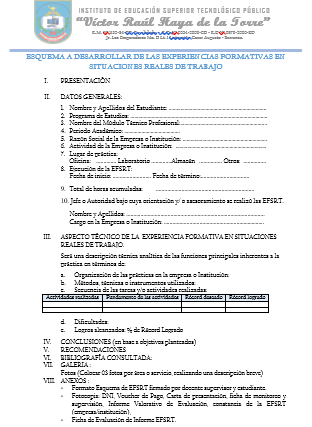 INSTITUTO DE EDUCACIÓN SUPERIOR TECNOLÓGICO PÚBLICO
“Víctor Raúl Haya de la Torre”
ESQUEMA A DESARROLLAR DE LAS EXPERIENCIAS FORMATIVAS EN
SITUACIONES REALES DE TRABAJO
I. PRESENTACIÓN
II. DATOS GENERALES:
1. Nombre y Apellidos del Estudiante:
2. Programa de Estudios:
3. Nombre del Módulo Técnico Profesional:
4. Periodo Académico:
5. Razón Social de la Empresa o Institución:
6. Actividad de la Empresa o Institución:
7. Lugar de práctica.
Oficina: ............ Laboratorio ............Almacén ............... Otros ...............
8. Ejecución de la EFSRT:
Fecha de inicio: ........................ Fecha de término:........................
9. Total de horas acumuladas:
10. Jefe o Autoridad bajo cuya orientación y/ o asesoramiento se realizó las EFSRT.
Nombre y Apellidos:
Cargo en la Empresa o Institución:
III. ASPECTO TÉCNICO DE LA EXPERIENCIA FORMATIVA EN SITUACIONES
REALES DE TRABAJO.
Será una descripción técnica analítica de las funciones principales inherentes a la
práctica en términos de:
a. Organización de las prácticas en la empresa o Institución:
b. Métodos, técnicas o instrumentos utilizados:
c. Secuencia de las tareas y/o actividades realizadas:
Actividades realizadas Fundamento de las actividades Récord deseado Récord logrado
d. Dificultades:
e. Logros alcanzados: % de Récord Logrado
IV. CONCLUSIONES (en base a objetivos planteados)
V. RECOMENDACIONES
VI. BIBLIOGRAFÍA CONSULTADA:
VII. GALERIA :
Fotos (Colocar 03 fotos por área o servicio, realizando una descripción breve)
VIII. ANEXOS :
- Formato Esquema de EFSRT firmado por docente supervisor y estudiante.
- Fotocopia: DNI, Voucher de Pago, Carta de presentación, ficha de monitoreo y
supervisión, Informe Valorativo de Evaluación, constancia de la EFSRT
(empresa/institución),
- Ficha de Evaluación de Informe EFSRT.